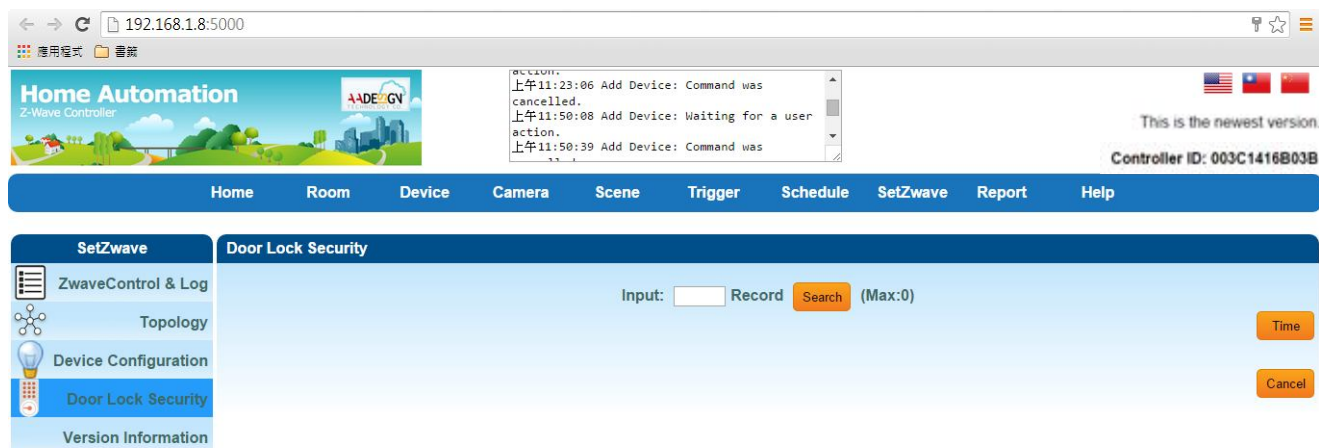 192.168.1.8:5000
應用程式 書籤
Home Automation
Z-Wave Controller
AADESIGN
action.
上午11:23:06 Add Device: Command was
cancelled.
上午11:50:08 Add Device: Waiting for a user
action.
上午11:50:39 Add Device: Command was
This is the newest version.
Controller ID: 003C1416B03B
Home Room Device Camera Scene Trigger Schedule SetZwave Report Help
SetZwave
Door Lock Security
ZwaveControl & Log
Topology
Device Configuration
Door Lock Security
Version Information
Input: Record Search (Max:0)
Time
Cancel